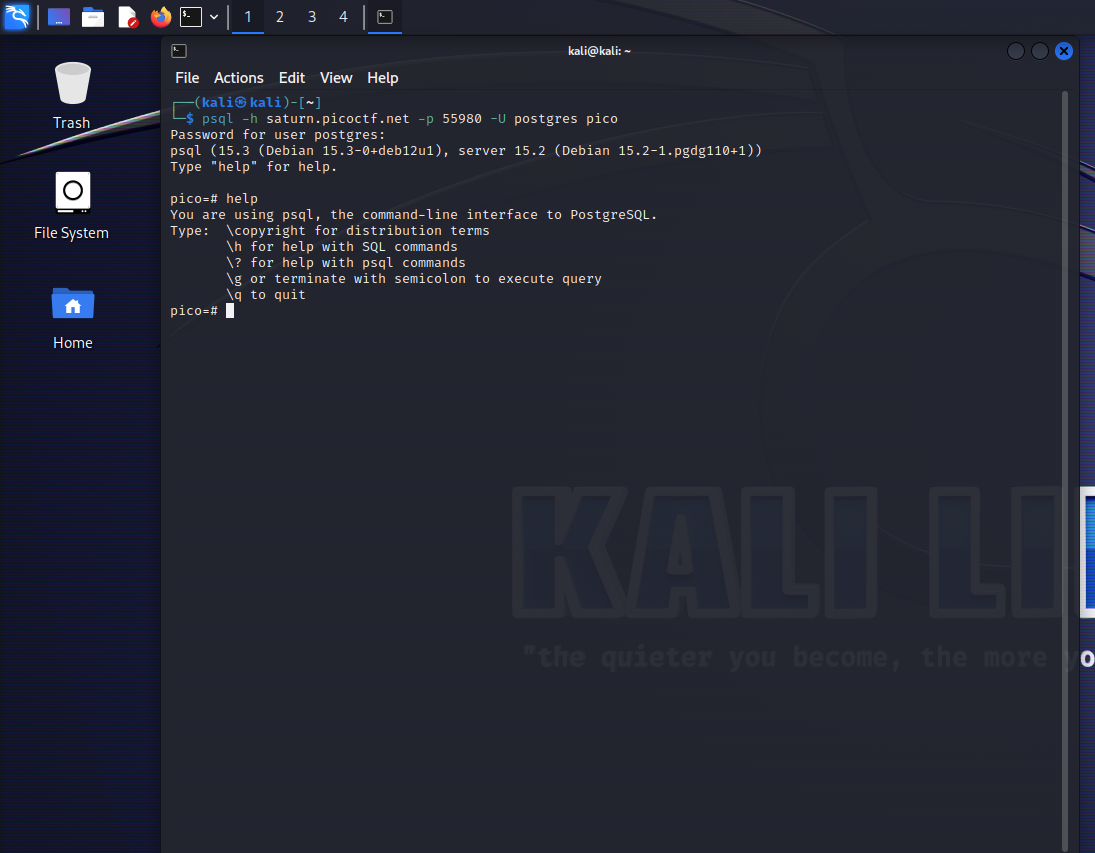 1 2 3 4
kali@kali: ~
File Actions Edit View Help
Trash
File System
Home
┌──(kali㉿kali)-[~]
└─$ psql -h saturn.picoctf.net -p 55980 -U postgres pico
Password for user postgres:
psql (15.3 (Debian 15.3-0+deb12u1), server 15.2 (Debian 15.2-1.pgdg110+1))
Type "help" for help.
pico=# help
You are using psql, the command-line interface to PostgreSQL.
Type:  \copyright for distribution terms
       \h for help with SQL commands
       \? for help with psql commands
       \g or terminate with semicolon to execute query
       \q to quit
pico=#
KALI LI
"the quieter you become, the more yo